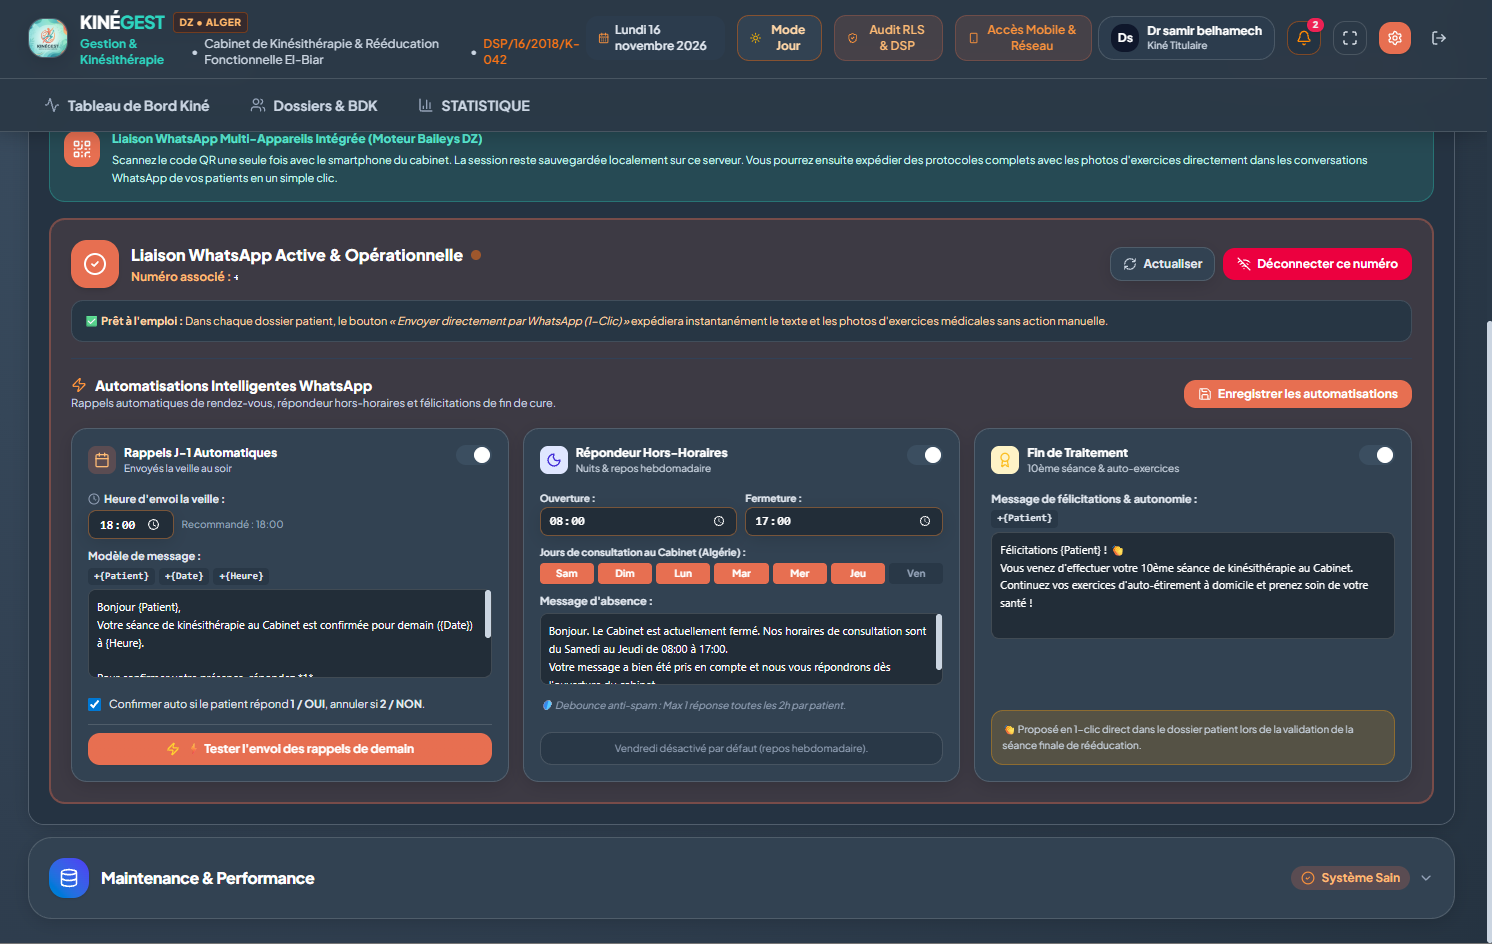 KINÉGEST
DZ ● ALGER
Gestion & Kinésithérapie
● Cabinet de Kinésithérapie & Rééducation Fonctionnelle El-Biar
● DSP/16/2018/K-042
Lundi 16 novembre 2026
Mode Jour
Audit RLS & DSP
Accès Mobile & Réseau
Ds
Dr samir belhamech
Kiné Titulaire
2
Tableau de Bord Kiné
Dossiers & BDK
STATISTIQUE
Liaison WhatsApp Multi-Appareils Intégrée (Moteur Baileys DZ)
Scannez le code QR une seule fois avec le smartphone du cabinet. La session reste sauvegardée localement sur ce serveur. Vous pourrez ensuite expédier des protocoles complets avec les photos d'exercices directement dans les conversations
WhatsApp de vos patients en un simple clic.
Liaison WhatsApp Active & Opérationnelle
Numéro associé : +
Actualiser
Déconnecter ce numéro
✅ Prêt à l'emploi : Dans chaque dossier patient, le bouton « Envoyer directement par WhatsApp (1-Clic) » expédiera instantanément le texte et les photos d'exercices médicales sans action manuelle.
Automatisations Intelligentes WhatsApp
Rappels automatiques de rendez-vous, répondeur hors-horaires et félicitations de fin de cure.
Enregistrer les automatisations
Rappels J-1 Automatiques
Envoyés la veille au soir
Heure d'envoi la veille :
18:00
Recommandé : 18:00
Modèle de message :
+{Patient} +{Date} +{Heure}
Bonjour {Patient},
Votre séance de kinésithérapie au Cabinet est confirmée pour demain ({Date})
à {Heure}.
Pour confirmer votre présence, répondez *1*
Confirmer auto si le patient répond 1 / OUI, annuler si 2 / NON.
Tester l'envoi des rappels de demain
Répondeur Hors-Horaires
Nuits & repos hebdomadaire
Ouverture :
Fermeture :
08:00
17:00
Jours de consultation au Cabinet (Algérie) :
Sam Dim Lun Mar Mer Jeu Ven
Message d'absence :
Bonjour. Le Cabinet est actuellement fermé. Nos horaires de consultation sont
du Samedi au Jeudi de 08:00 à 17:00.
Votre message a bien été pris en compte et nous vous répondrons dès
l'ouverture du cabinet
Debounce anti-spam : Max 1 réponse toutes les 2h par patient.
Vendredi désactivé par défaut (repos hebdomadaire).
Fin de Traitement
10ème séance & auto-exercices
Message de félicitations & autonomie :
+{Patient}
Félicitations {Patient} ! 👏
Vous venez d'effectuer votre 10ème séance de kinésithérapie au Cabinet.
Continuez vos exercices d'auto-étirement à domicile et prenez soin de votre
santé !
👏 Proposé en 1-clic direct dans le dossier patient lors de la validation de la
séance finale de rééducation.
Maintenance & Performance
Système Sain